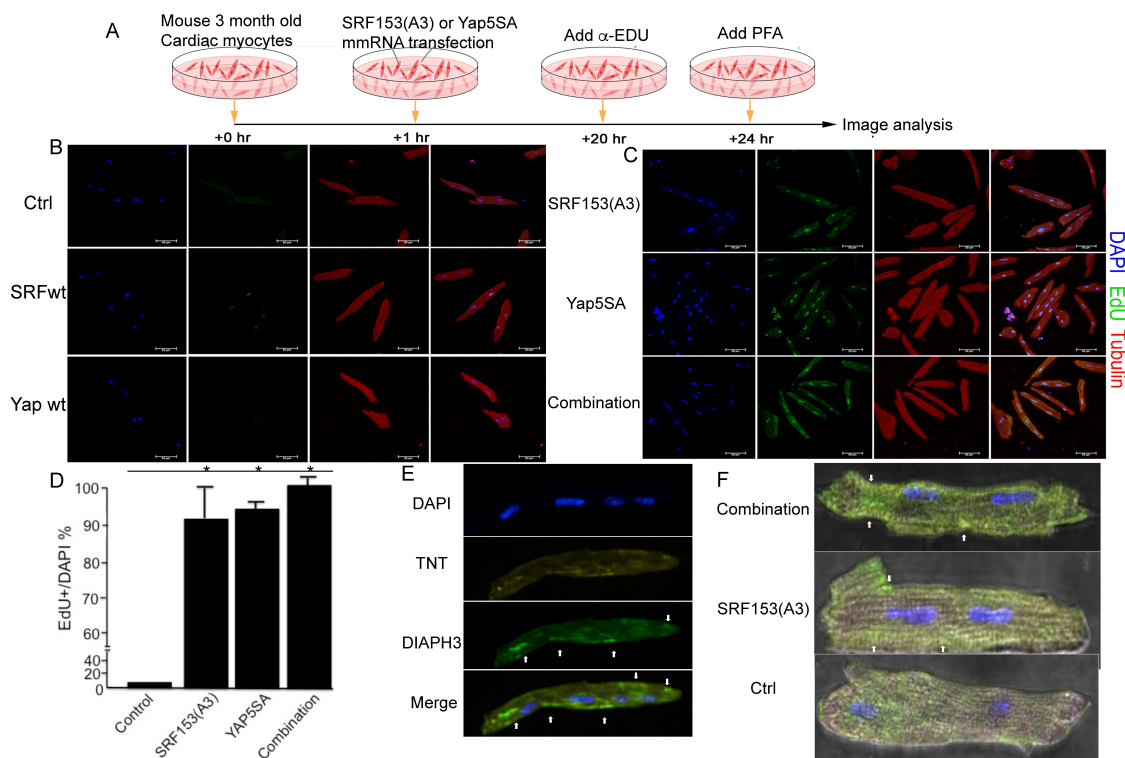 A
Mouse 3 month old
Cardiac myocytes
SRF153(A3) or Yap5SA
mmRNA transfection
Add α-EDU
Add PFA
+0 hr
+1 hr
+20 hr
+24 hr
Image analysis
B
Ctrl
SRFwt
Yap wt
C
SRF153(A3)
Yap5SA
Combination
DAPI EdU Tubulin
D
EdU+/DAPI %
100
90
80
70
60
40
20
0
*
*
*
Control
SRF153(A3)
YAP5SA
Combination
E
DAPI
TNT
DIAPH3
Merge
F
Combination
SRF153(A3)
Ctrl